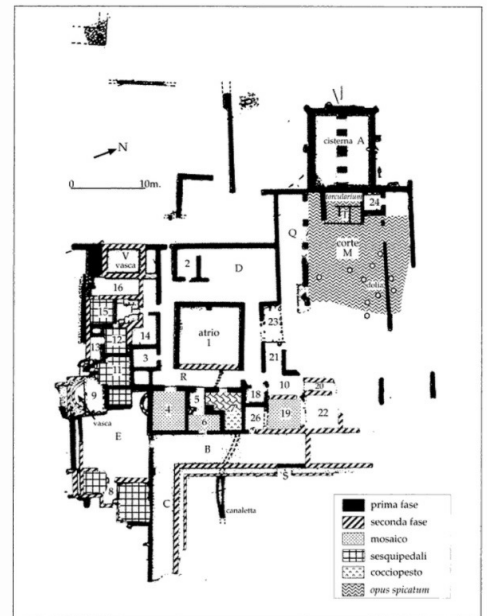 cisterna A
N
0 10m.
torcularium
T
24
Q
corte
M
dolia
V
vasca
2
D
16
15
14
12
13
11
3
atrio
1
23
21
R
10
20
9
vasca
4
5
7
6
18
26
19
22
E
B
8
C
S
canaletta
prima fase
seconda fase
mosaico
sesquipedali
cocciopesto
opus spicatum